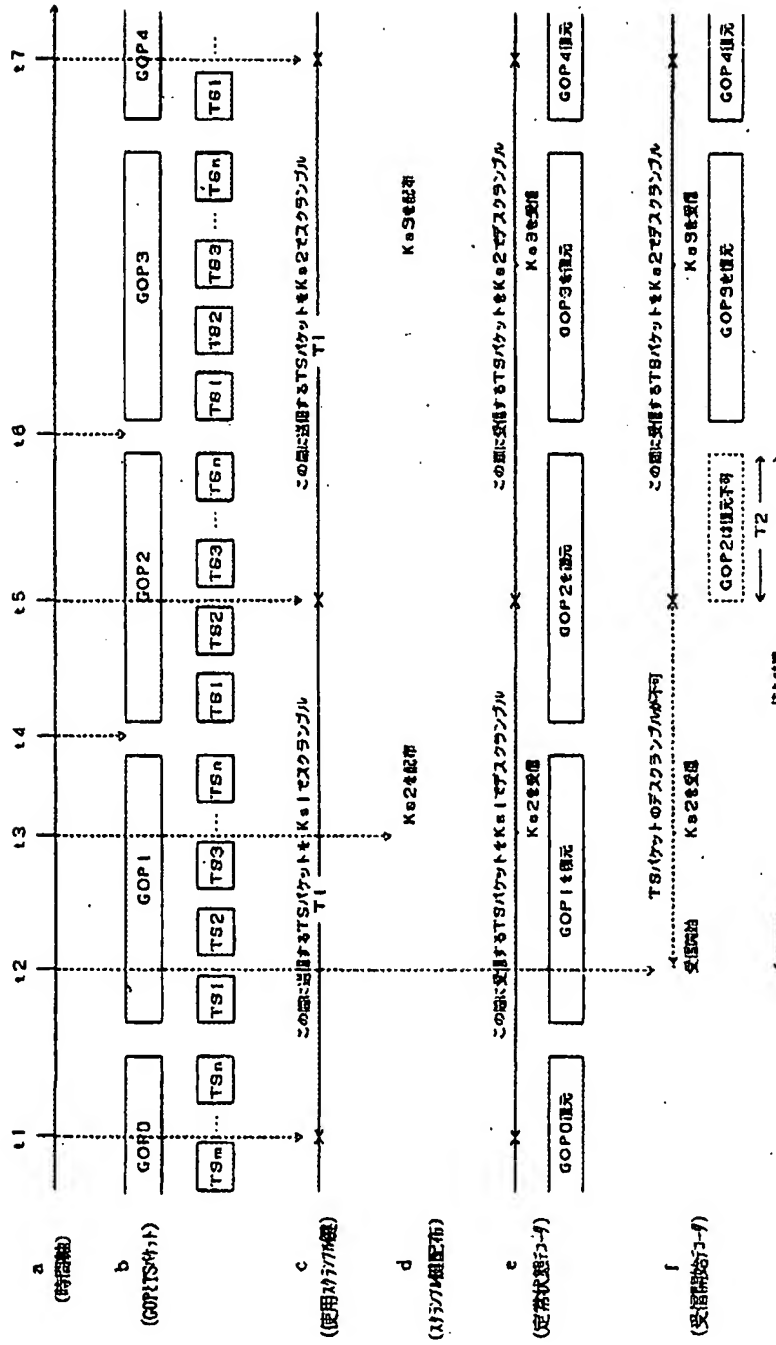 t1 t2 t3 t4 t5 t6 t7
a
(時間軸)
b
(GOPとTSパケット)
GOP0 GOP1 GOP2 GOP3 GOP4
TSm … TSn TS1 TS2 TS3 … TSn TS1 TS2 TS3 … TSn TS1 TS2 TS3 … TSn TS1 …
c
(使用スクランブル鍵)
この間に送信するTSパケットをKs1でスクランブル
T1
この間に送信するTSパケットをKs2でスクランブル
T1
d
(スクランブル鍵配布)
Ks2を配布
Ks3を配布
e
(定常状態デコーダ)
この間に受信するTSパケットをKs1でデスクランブル
この間に受信するTSパケットをKs2でデスクランブル
Ks2を受信
Ks3を受信
GOP0復元
GOP1を復元
GOP2を復元
GOP3を復元
GOP4復元
f
(受信開始デコーダ)
TSパケットのデスクランブルが不可
この間に受信するTSパケットをKs2でデスクランブル
受信開始
Ks2を受信
Ks3を受信
GOP2は復元不可
GOP3を復元
GOP4復元
T2